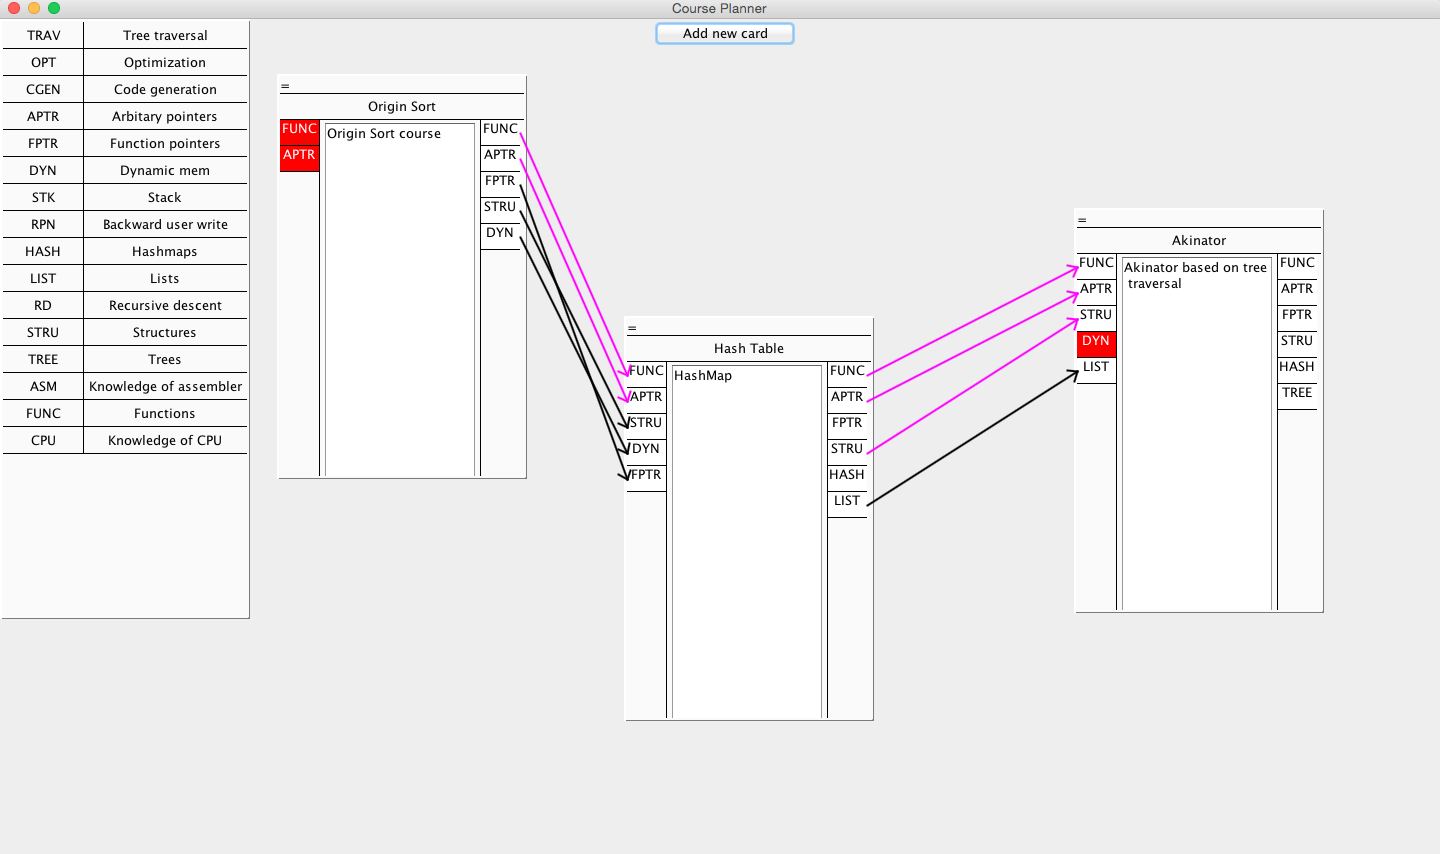 Course Planner
Add new card
TRAV Tree traversal
OPT Optimization
CGEN Code generation
APTR Arbitary pointers
FPTR Function pointers
DYN Dynamic mem
STK Stack
RPN Backward user write
HASH Hashmaps
LIST Lists
RD Recursive descent
STRU Structures
TREE Trees
ASM Knowledge of assembler
FUNC Functions
CPU Knowledge of CPU
=
Origin Sort
FUNC
APTR
Origin Sort course
FUNC
APTR
FPTR
STRU
DYN
=
Hash Table
FUNC
APTR
STRU
DYN
FPTR
HashMap
FUNC
APTR
FPTR
STRU
HASH
LIST
=
Akinator
FUNC
APTR
STRU
DYN
LIST
Akinator based on tree
traversal
FUNC
APTR
FPTR
STRU
HASH
TREE